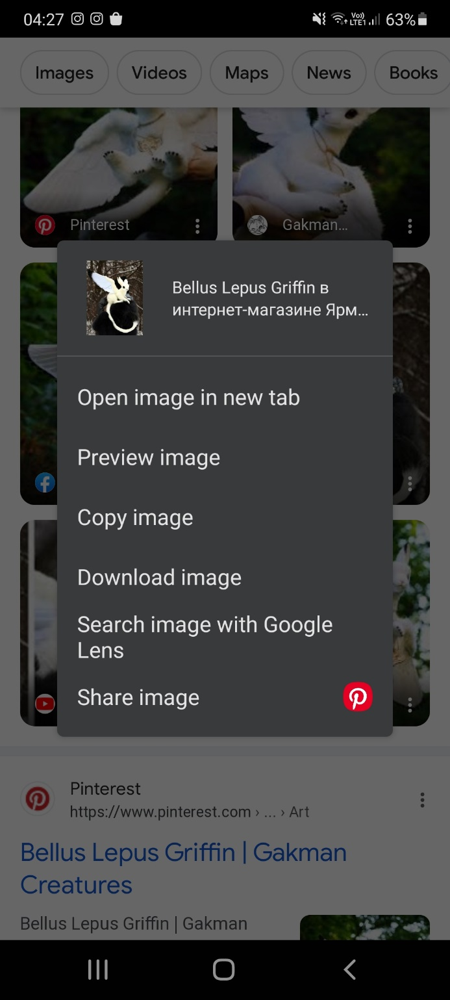 04:27 Vo)) LTE1 63%
Images Videos Maps News Books
Pinterest Gakman...
Bellus Lepus Griffin в
интернет-магазине Ярм...
Open image in new tab
Preview image
Copy image
Download image
Search image with Google
Lens
Share image
Pinterest
https://www.pinterest.com › ... › Art
Bellus Lepus Griffin | Gakman
Creatures
Bellus Lepus Griffin | Gakman